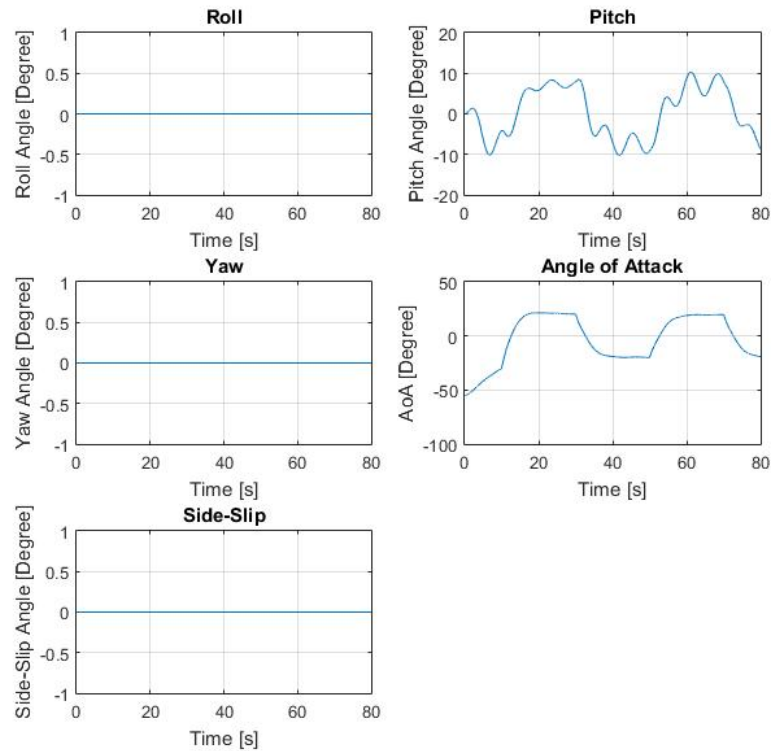 Roll
1
0.5
0
-0.5
-1
Roll Angle [Degree]
0 20 40 60 80
Time [s]
Pitch
20
10
0
-10
-20
Pitch Angle [Degree]
0 20 40 60 80
Time [s]
Yaw
1
0.5
0
-0.5
-1
Yaw Angle [Degree]
0 20 40 60 80
Time [s]
Angle of Attack
50
0
-50
-100
AoA [Degree]
0 20 40 60 80
Time [s]
Side-Slip
1
0.5
0
-0.5
-1
Side-Slip Angle [Degree]
0 20 40 60 80
Time [s]